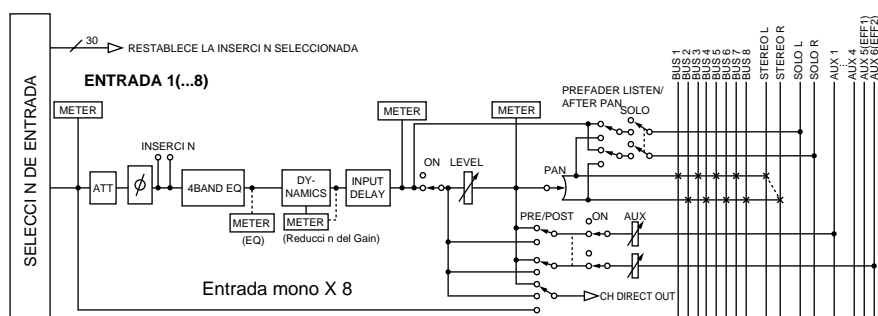 SELECCI N DE ENTRADA
30
RESTABLECE LA INSERCI N SELECCIONADA
ENTRADA 1(...8)
METER
METER
METER
PREFADER LISTEN/
AFTER PAN
SOLO
BUS 1
BUS 2
BUS 3
BUS 4
BUS 5
BUS 6
BUS 7
BUS 8
STEREO L
STEREO R
SOLO L
SOLO R
AUX 1
...
AUX 4
AUX 5(EFF1)
AUX 6(EFF2)
INSERCI N
ON
LEVEL
PAN
ATT
ϕ
4BAND EQ
DY-
NAMICS
INPUT
DELAY
METER
(EQ)
METER
(Reducci n del Gain)
PRE/POST
ON
AUX
Entrada mono X 8
CH DIRECT OUT